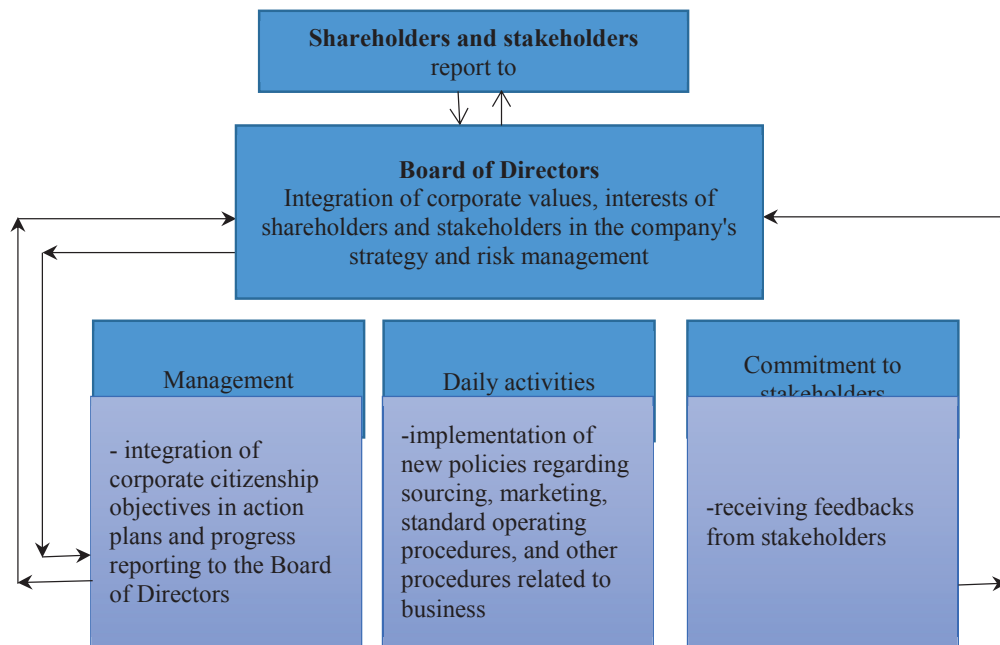 Shareholders and stakeholders
report to
Board of Directors
Integration of corporate values, interests of
shareholders and stakeholders in the company's
strategy and risk management
Management
- integration of
corporate citizenship
objectives in action
plans and progress
reporting to the Board
of Directors
Daily activities
-implementation of
new policies regarding
sourcing, marketing,
standard operating
procedures, and other
procedures related to
business
Commitment to
stakeholders
-receiving feedbacks
from stakeholders